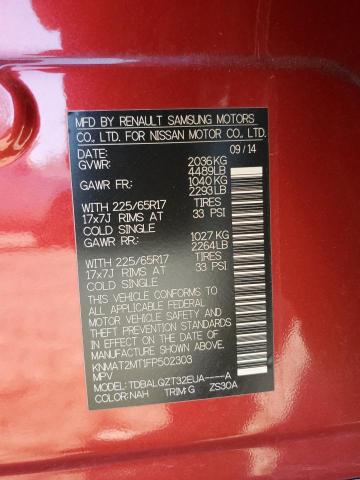 MFD BY RENAULT SAMSUNG MOTORS
CO., LTD. FOR NISSAN MOTOR CO., LTD.
DATE: 09/14
GVWR: 2036KG
4489LB
GAWR FR: 1040KG
2293LB
WITH 225/65R17 TIRES
17x7J RIMS AT 33 PSI
COLD SINGLE
GAWR RR: 1027KG
2264LB
WITH 225/65R17 TIRES
17x7J RIMS AT 33 PSI
COLD SINGLE
THIS VEHICLE CONFORMS TO
ALL APPLICABLE FEDERAL
MOTOR VEHICLE SAFETY
STANDARDS IN EFFECT ON
THE DATE OF MANUFACTURE
SHOWN ABOVE.
KNMAT2MT1FP502303
MPV
MODEL: TDBALGZT32EUA-----A
COLOR:NAH TRIM:G ZS30A